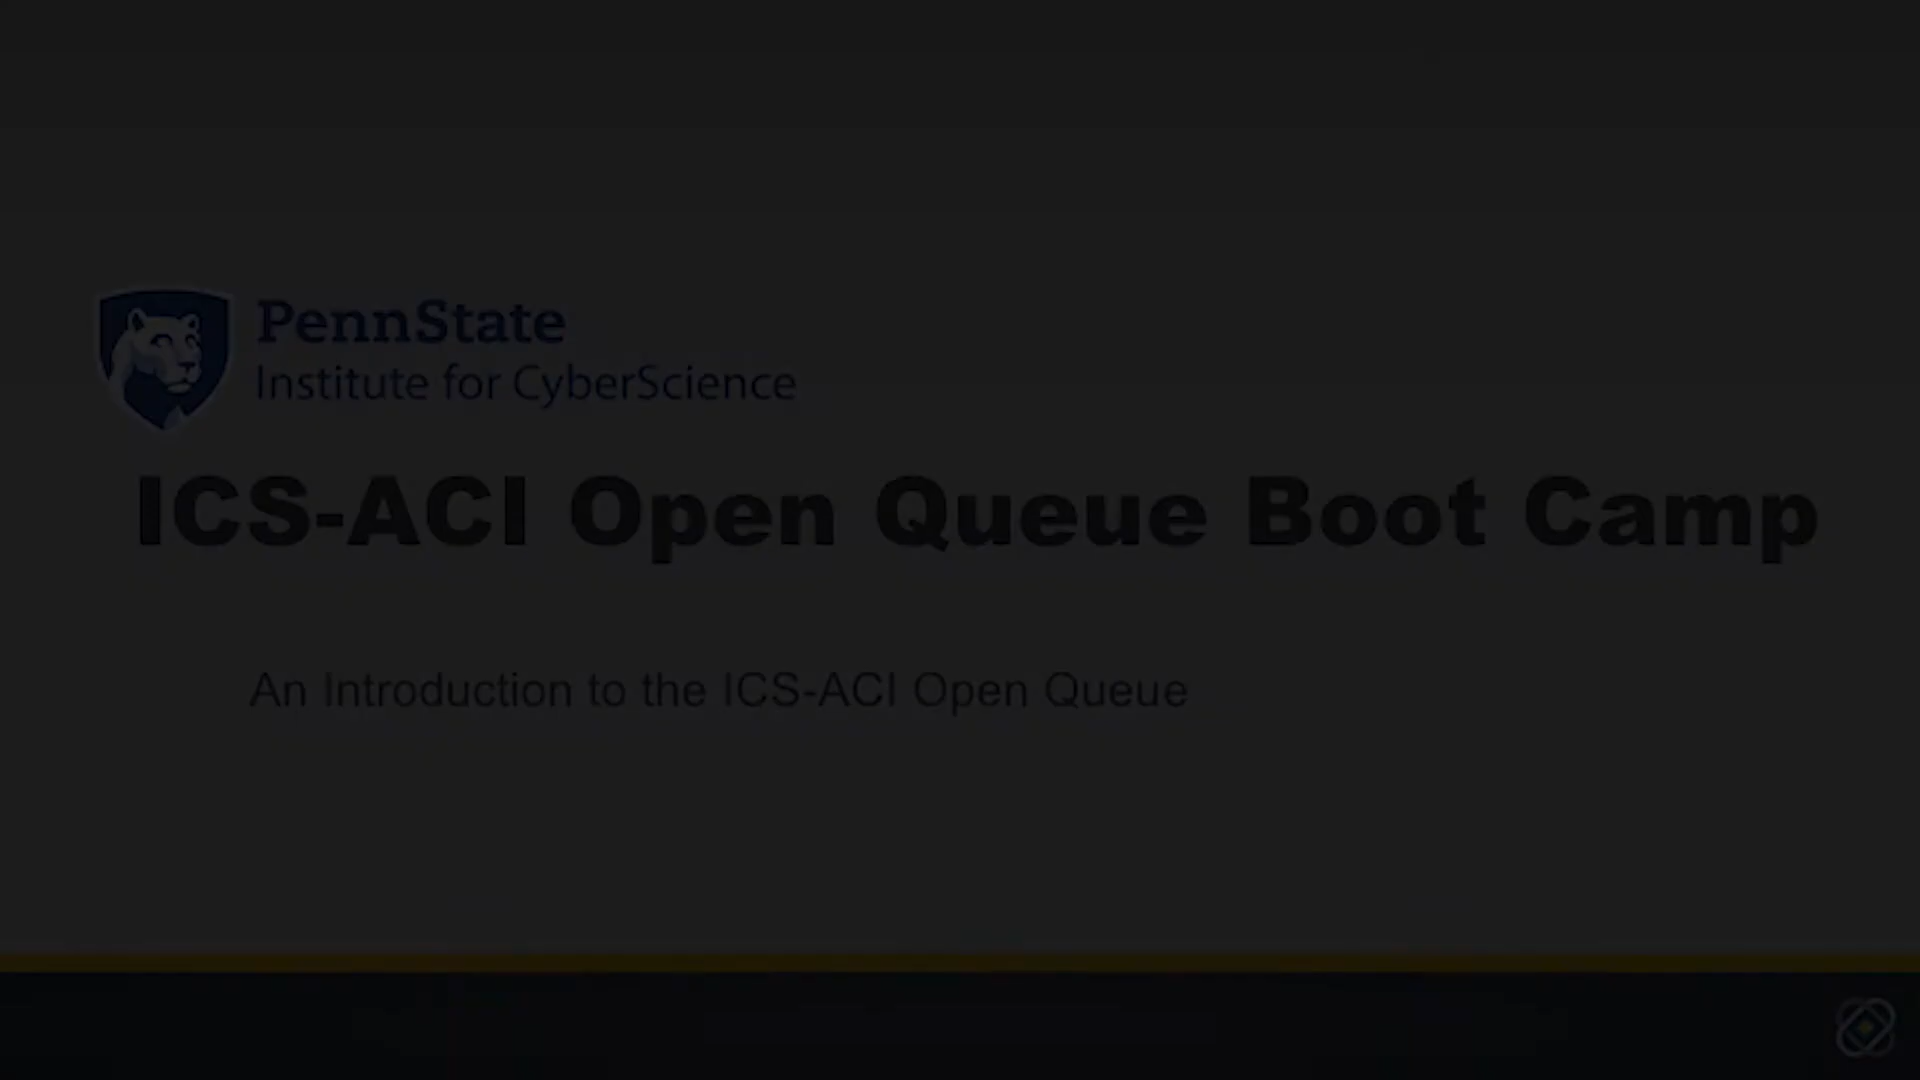 PennState
Institute for CyberScience
ICS-ACI Open Queue Boot Camp
An Introduction to the ICS-ACI Open Queue